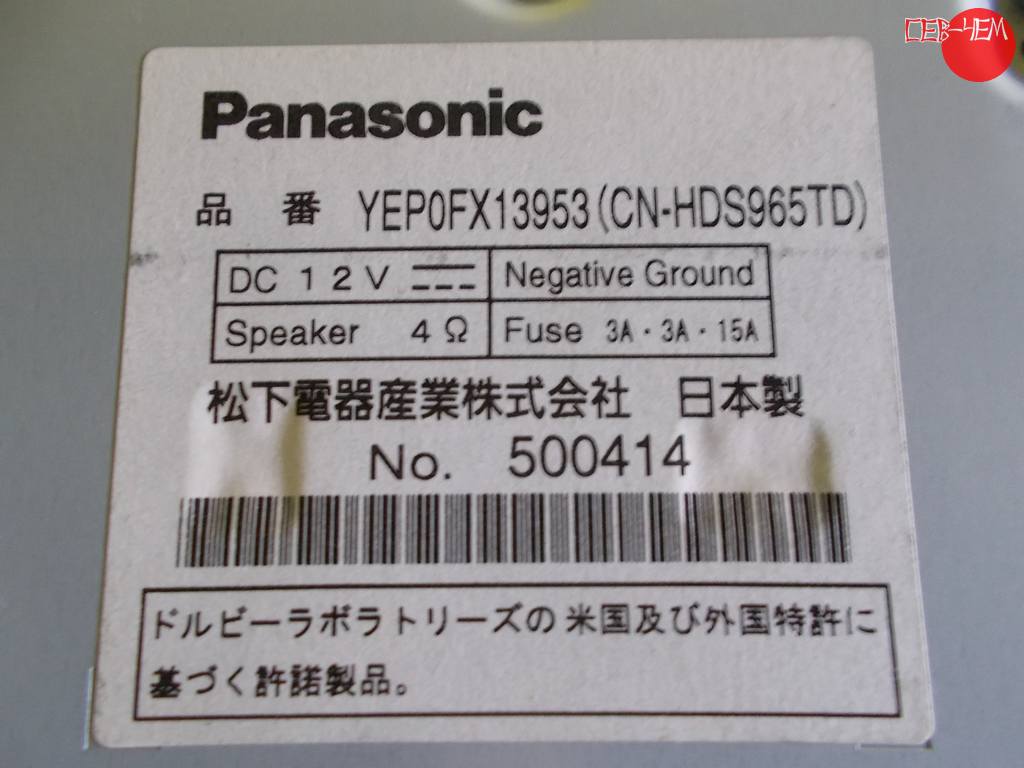 СЕВ-ЧЕМ
Panasonic
品 番 YEP0FX13953(CN-HDS965TD)
DC 12V Negative Ground
Speaker 4Ω Fuse 3A・3A・15A
松下電器産業株式会社 日本製
No. 500414
ドルビーラボラトリーズの米国及び外国特許に
基づく許諾製品。